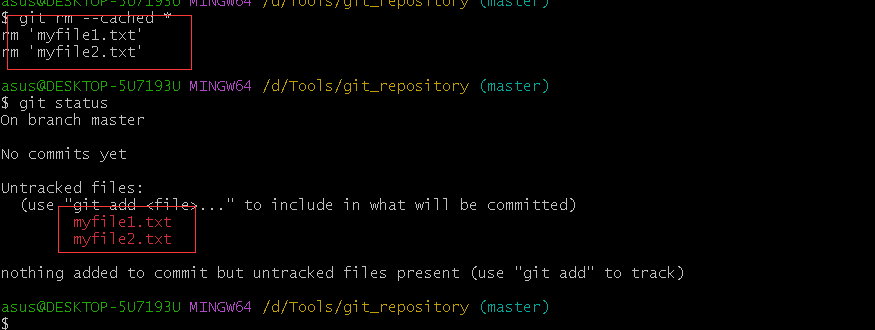 asus@DESKTOP-5U7193U MINGW64 /d/Tools/git_repository (master)
$ git rm --cached *
rm 'myfile1.txt'
rm 'myfile2.txt'
asus@DESKTOP-5U7193U MINGW64 /d/Tools/git_repository (master)
$ git status
On branch master
No commits yet
Untracked files:
(use "git add <file>..." to include in what will be committed)
myfile1.txt
myfile2.txt
nothing added to commit but untracked files present (use "git add" to track)
asus@DESKTOP-5U7193U MINGW64 /d/Tools/git_repository (master)
$